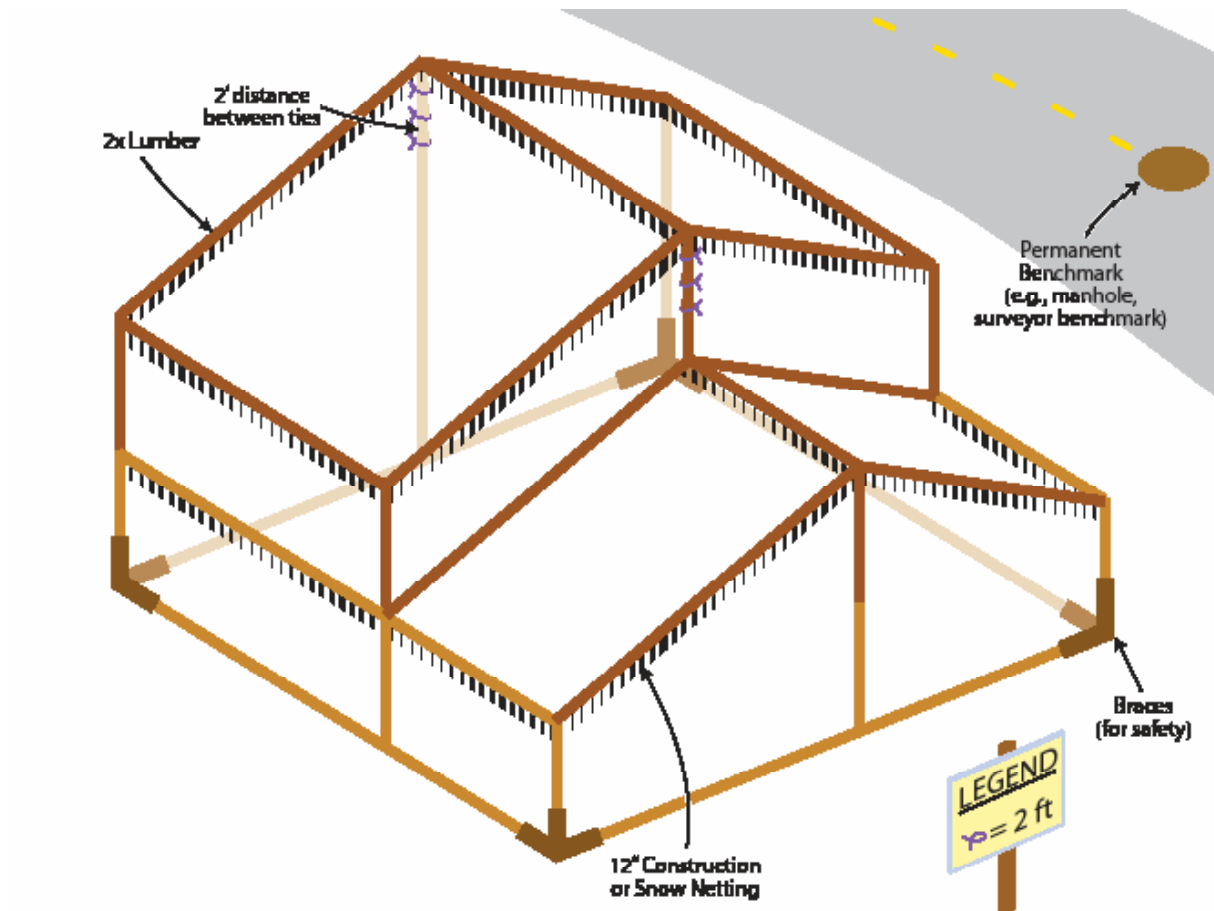 2' distance
between ties
2x Lumber
Permanent
Benchmark
(e.g., manhole,
surveyor benchmark)
Braces
(for safety)
LEGEND
= 2 ft
12" Construction
or Snow Netting